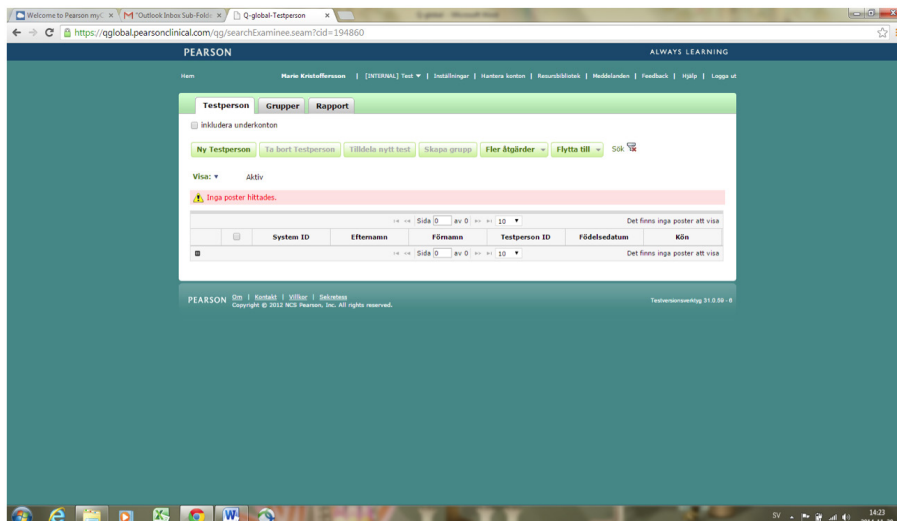 Welcome to Pearson my
"Outlook Inbox Sub-Fold
Q-global-Testperson
https://qglobal.pearsonclinical.com/qg/searchExaminee.seam?cid=194860
PEARSON ALWAYS LEARNING
Hem Marie Kristoffersson | [INTERNAL] Test ▼ | Inställningar | Hantera konton | Resursbibliotek | Meddelanden | Feedback | Hjälp | Logga ut
Testperson Grupper Rapport
inkludera underkonton
Ny Testperson Ta bort Testperson Tilldela nytt test Skapa grupp Fler åtgärder Flytta till Sök
Visa: ▼ Aktiv
Inga poster hittades.
Sida 0 av 0 10 ▼ Det finns inga poster att visa
System ID Efternamn Förnamn Testperson ID Födelsedatum Kön
Sida 0 av 0 10 ▼ Det finns inga poster att visa
PEARSON Om | Kontakt | Villkor | Sekretess
Copyright © 2012 NCS Pearson, Inc. All rights reserved.
Testversionsverktyg 31.0.59 - 8
SV 14:23